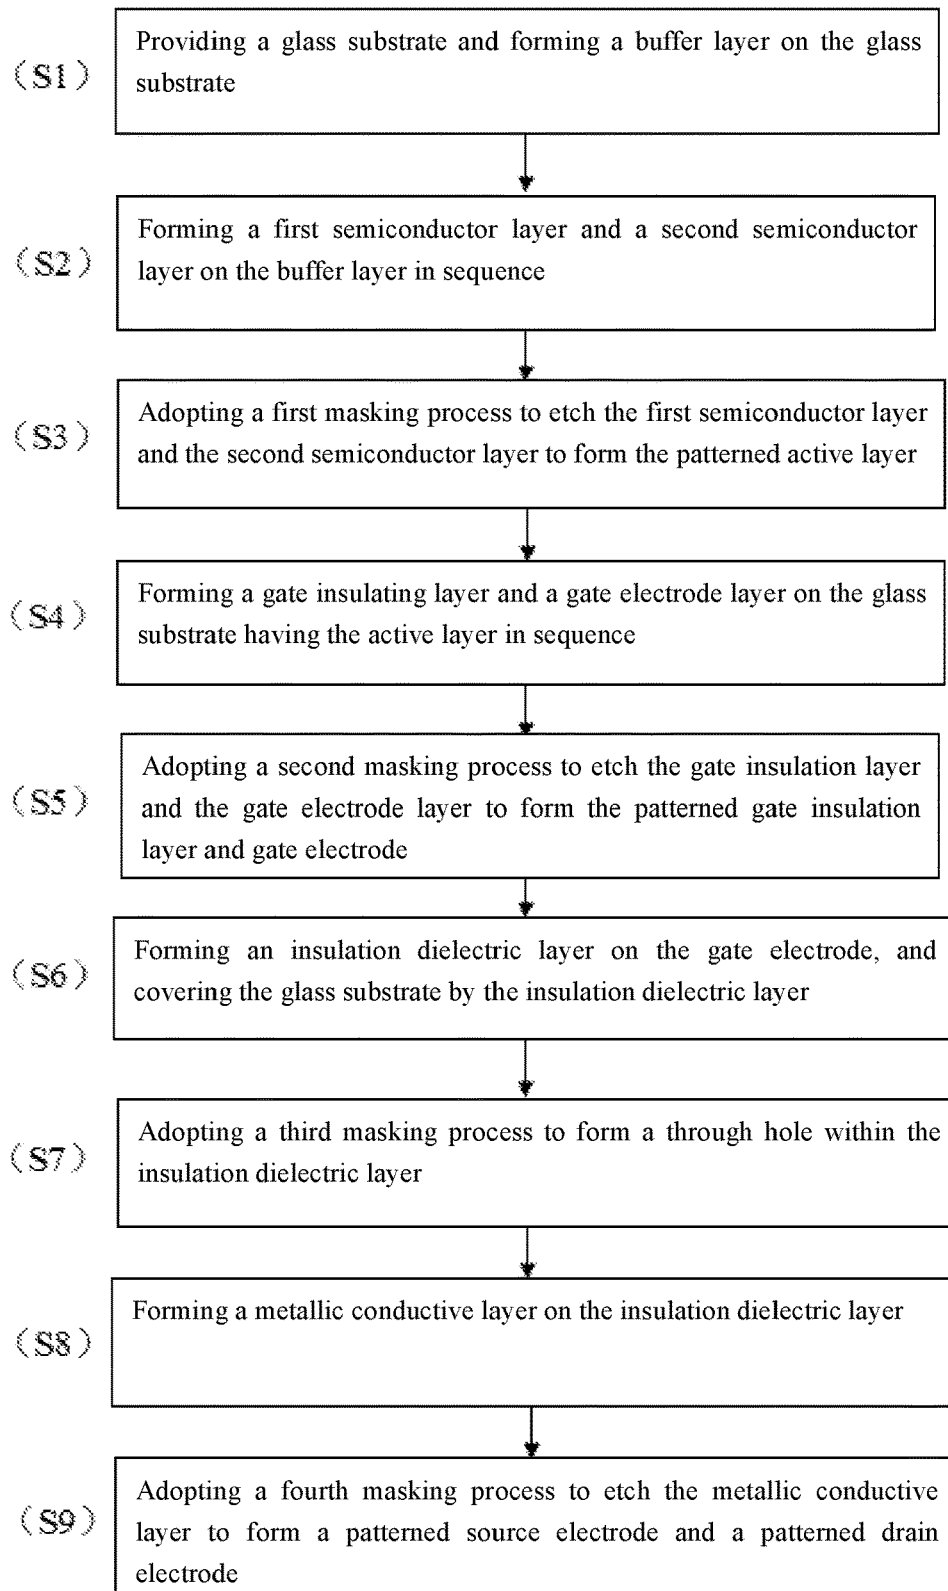 (S1)
Providing a glass substrate and forming a buffer layer on the glass
substrate
(S2)
Forming a first semiconductor layer and a second semiconductor
layer on the buffer layer in sequence
(S3)
Adopting a first masking process to etch the first semiconductor layer
and the second semiconductor layer to form the patterned active layer
(S4)
Forming a gate insulating layer and a gate electrode layer on the glass
substrate having the active layer in sequence
(S5)
Adopting a second masking process to etch the gate insulation layer
and the gate electrode layer to form the patterned gate insulation
layer and gate electrode
(S6)
Forming an insulation dielectric layer on the gate electrode, and
covering the glass substrate by the insulation dielectric layer
(S7)
Adopting a third masking process to form a through hole within the
insulation dielectric layer
(S8)
Forming a metallic conductive layer on the insulation dielectric layer
(S9)
Adopting a fourth masking process to etch the metallic conductive
layer to form a patterned source electrode and a patterned drain
electrode